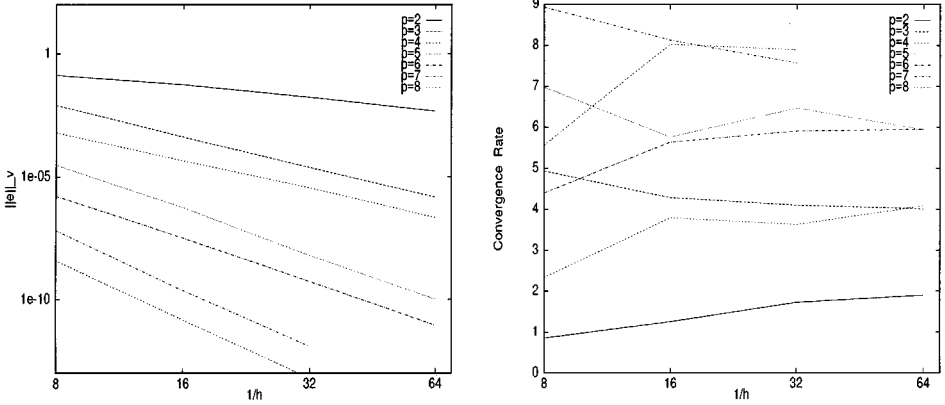 p=2
p=3
p=4
p=5
p=6
p=7
p=8
1
1e-05
1e-10
||e||_v
8
16
32
64
1/h
9
8
7
6
5
4
3
2
1
0
Convergence Rate
p=2
p=3
p=4
p=5
p=6
p=7
p=8
8
16
32
64
1/h